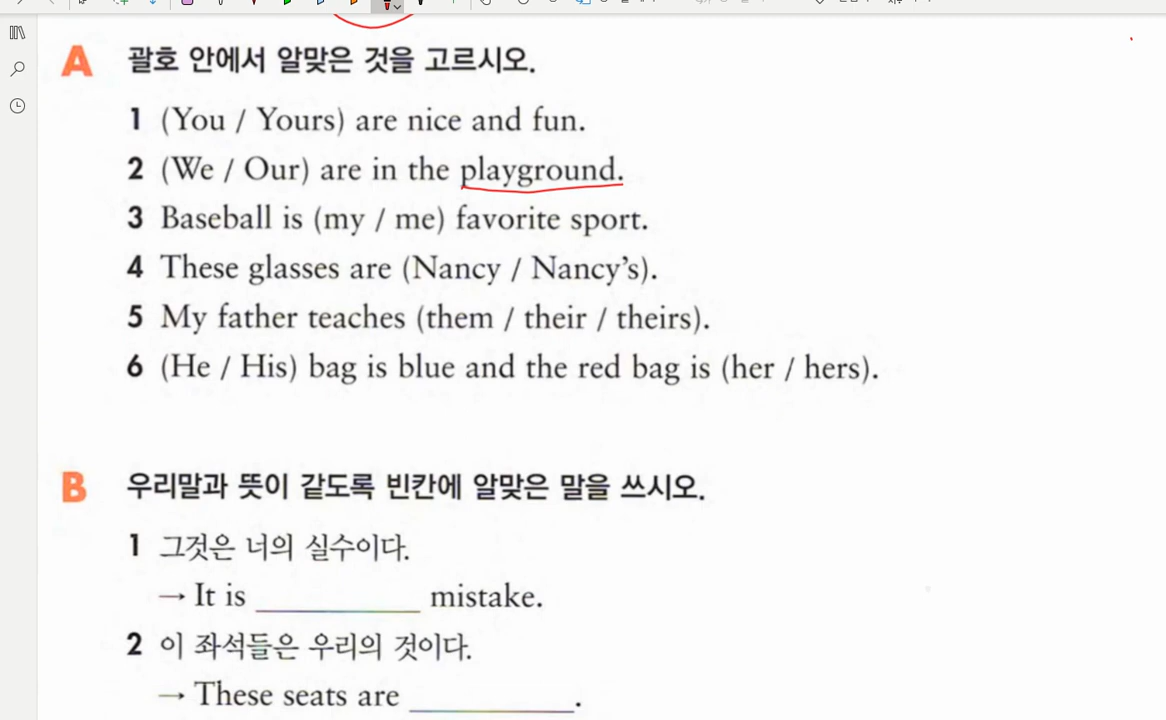 A 괄호 안에서 알맞은 것을 고르시오.
1 (You / Yours) are nice and fun.
2 (We / Our) are in the playground.
3 Baseball is (my / me) favorite sport.
4 These glasses are (Nancy / Nancy's).
5 My father teaches (them / their / theirs).
6 (He / His) bag is blue and the red bag is (her / hers).
B 우리말과 뜻이 같도록 빈칸에 알맞은 말을 쓰시오.
1 그것은 너의 실수이다.
→ It is __________ mistake.
2 이 좌석들은 우리의 것이다.
→ These seats are __________.